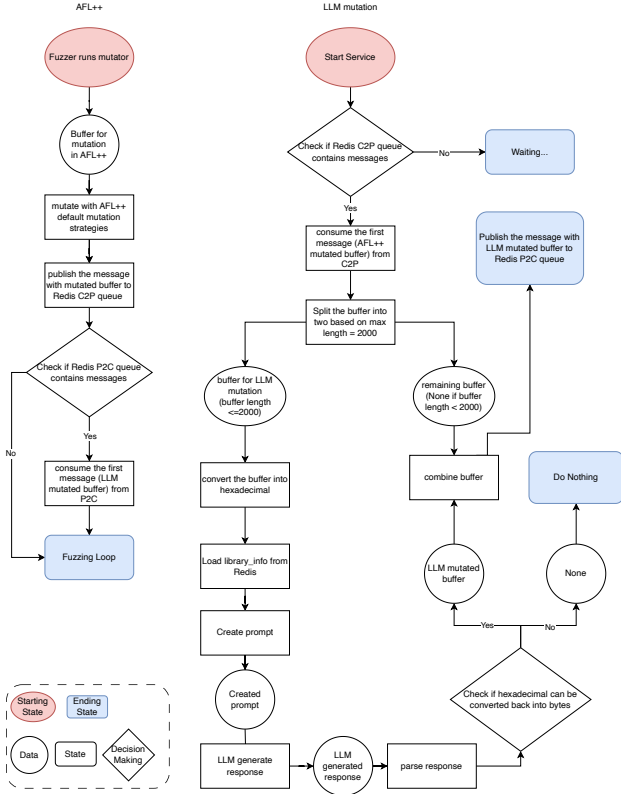 AFL++
Fuzzer runs mutator
Buffer for
mutation
in AFL++
mutate with AFL++
default mutation
strategies
publish the message
with mutated buffer to
Redis C2P queue
Check if Redis P2C queue
contains messages
No
Yes
consume the first
message (LLM
mutated buffer) from
P2C
Fuzzing Loop
LLM mutation
Start Service
Check if Redis C2P queue
contains messages
No
Waiting...
Yes
consume the first
message (AFL++
mutated buffer) from
C2P
Split the buffer into
two based on max
length = 2000
buffer for LLM
mutation
(buffer length
<=2000)
convert the buffer into
hexadecimal
Load library_info from
Redis
Create prompt
Created
prompt
LLM generate
response
LLM
generated
response
parse response
Check if hexadecimal can be
converted back into bytes
Yes
No
LLM mutated
buffer
None
Do Nothing
combine buffer
remaining buffer
(None if buffer
length < 2000)
Publish the message with
LLM mutated buffer to
Redis P2C queue
Starting
State
Ending
State
Data
State
Decision
Making